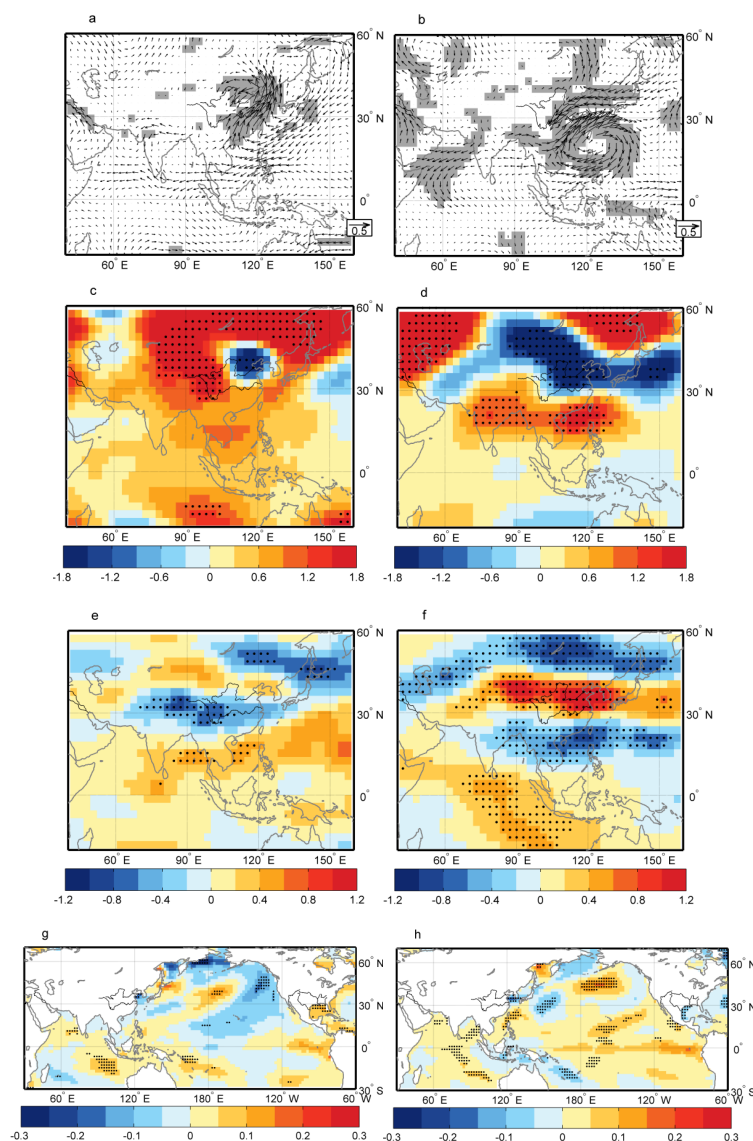 a b
60° N 60° N
30° N 30° N
0° 0°
0.5 0.5
60° E 90° E 120° E 150° E 60° E 90° E 120° E 150° E
c d
60° N 60° N
30° N 30° N
0° 0°
60° E 90° E 120° E 150° E 60° E 90° E 120° E 150° E
-1.8 -1.2 -0.6 0 0.6 1.2 1.8 -1.8 -1.2 -0.6 0 0.6 1.2 1.8
e f
60° N 60° N
30° N 30° N
0° 0°
60° E 90° E 120° E 150° E 60° E 90° E 120° E 150° E
-1.2 -0.8 -0.4 0 0.4 0.8 1.2 -1.2 -0.8 -0.4 0 0.4 0.8 1.2
g h
60° N 60° N
30° N 30° N
0° 0°
30° S 30° S
60° E 120° E 180° W 120° W 60° W 60° E 120° E 180° W 120° W 60° W
-0.3 -0.2 -0.1 0 0.1 0.2 0.3 -0.3 -0.2 -0.1 0 0.1 0.2 0.3